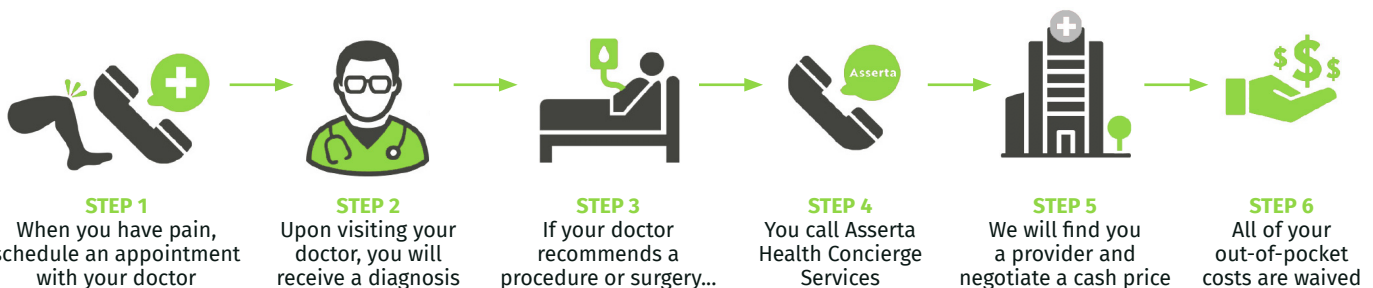 Asserta
STEP 1
When you have pain,
schedule an appointment
with your doctor
STEP 2
Upon visiting your
doctor, you will
receive a diagnosis
STEP 3
If your doctor
recommends a
procedure or surgery...
STEP 4
You call Asserta
Health Concierge
Services
STEP 5
We will find you
a provider and
negotiate a cash price
STEP 6
All of your
out-of-pocket
costs are waived
$
$
$